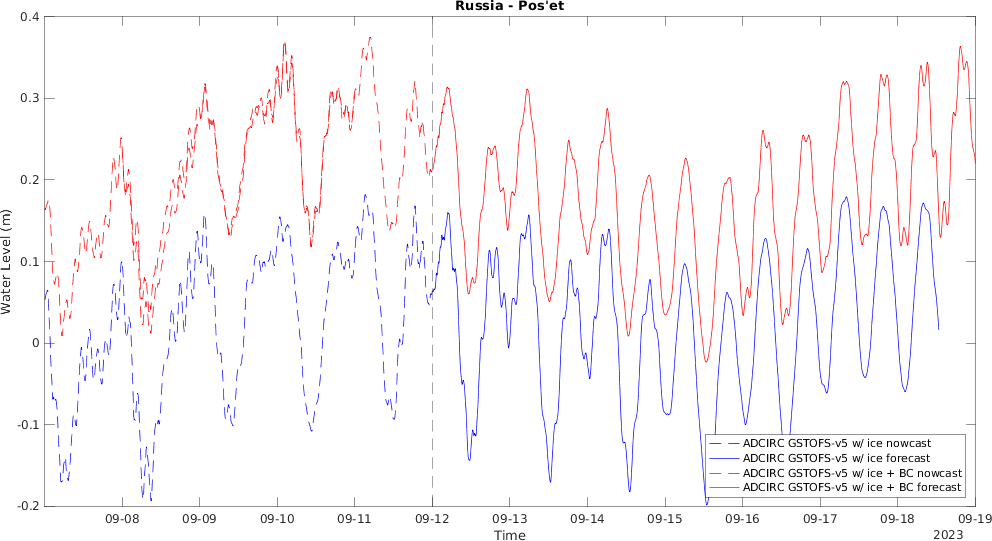 Russia - Pos'et
Water Level (m)
0.4
0.3
0.2
0.1
0
-0.1
-0.2
ADCIRC GSTOFS-v5 w/ ice nowcast
ADCIRC GSTOFS-v5 w/ ice forecast
ADCIRC GSTOFS-v5 w/ ice + BC nowcast
ADCIRC GSTOFS-v5 w/ ice + BC forecast
09-08 09-09 09-10 09-11 09-12 09-13 09-14 09-15 09-16 09-17 09-18 09-19
Time
2023